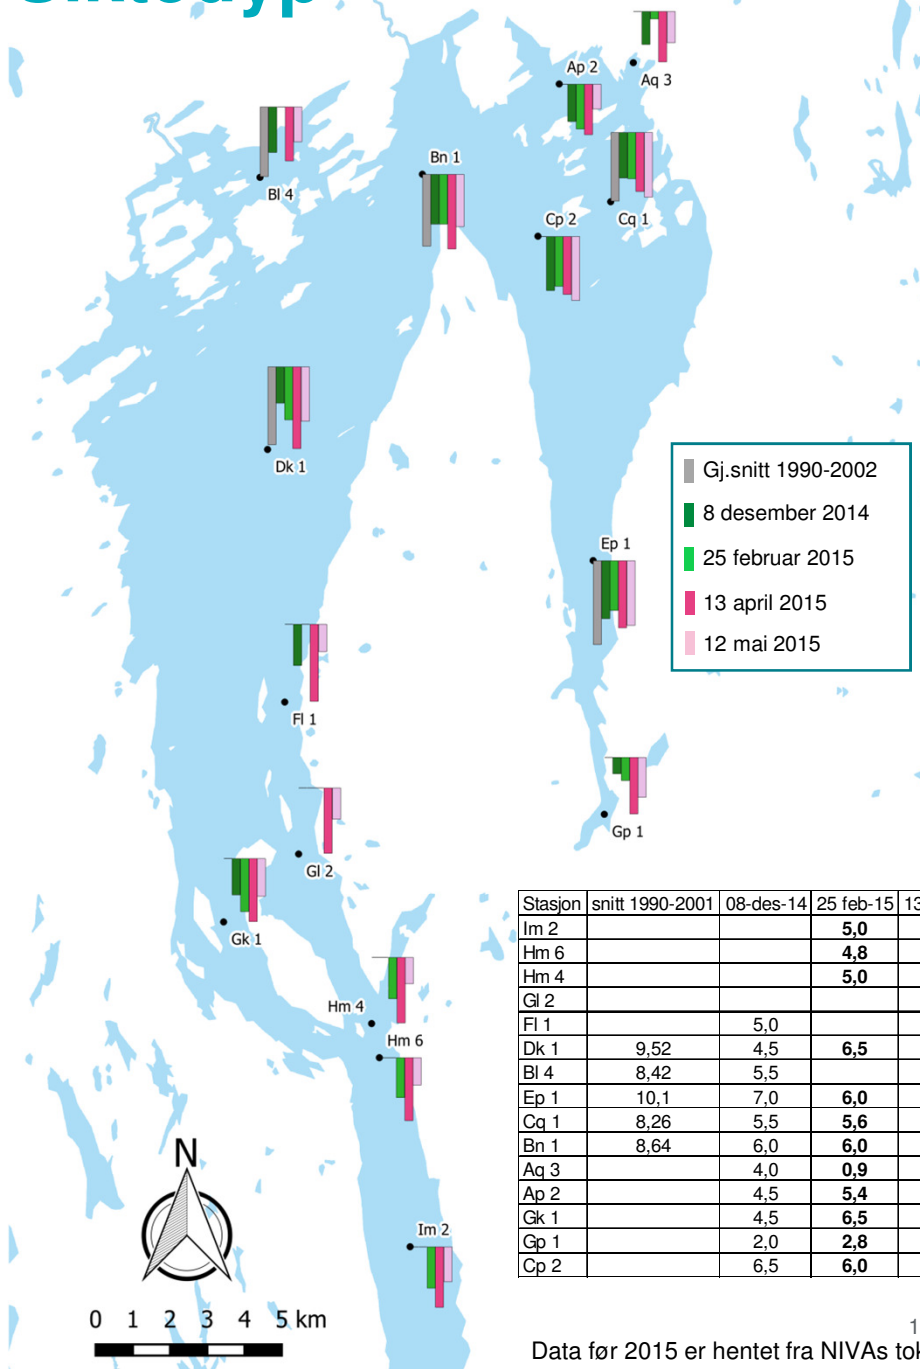 Siktedyp
Ap 2
Aq 3
Bn 1
Bl 4
Cp 2
Cq 1
Dk 1
Gj.snitt 1990-2002
8 desember 2014
25 februar 2015
13 april 2015
12 mai 2015
Ep 1
Fl 1
Gp 1
Gl 2
Gk 1
Hm 4
Hm 6
Im 2
N
0 1 2 3 4 5 km
Stasjon snitt 1990-2001 08-des-14 25 feb-15 13
Im 2 5,0
Hm 6 4,8
Hm 4 5,0
Gl 2
Fl 1 5,0
Dk 1 9,52 4,5 6,5
Bl 4 8,42 5,5
Ep 1 10,1 7,0 6,0
Cq 1 8,26 5,5 5,6
Bn 1 8,64 6,0 6,0
Aq 3 4,0 0,9
Ap 2 4,5 5,4
Gk 1 4,5 6,5
Gp 1 2,0 2,8
Cp 2 6,5 6,0
1
Data før 2015 er hentet fra NIVAs tok